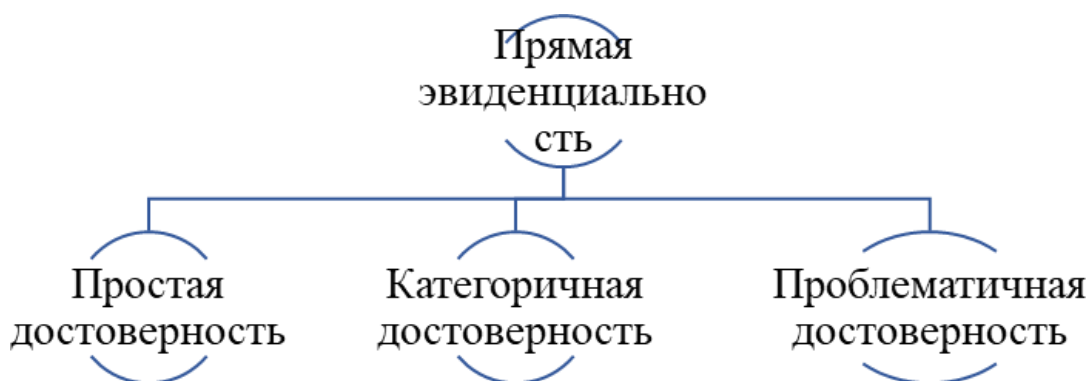 Прямая
эвиденциально
сть
Простая
достоверность
Категоричная
достоверность
Проблематичная
достоверность